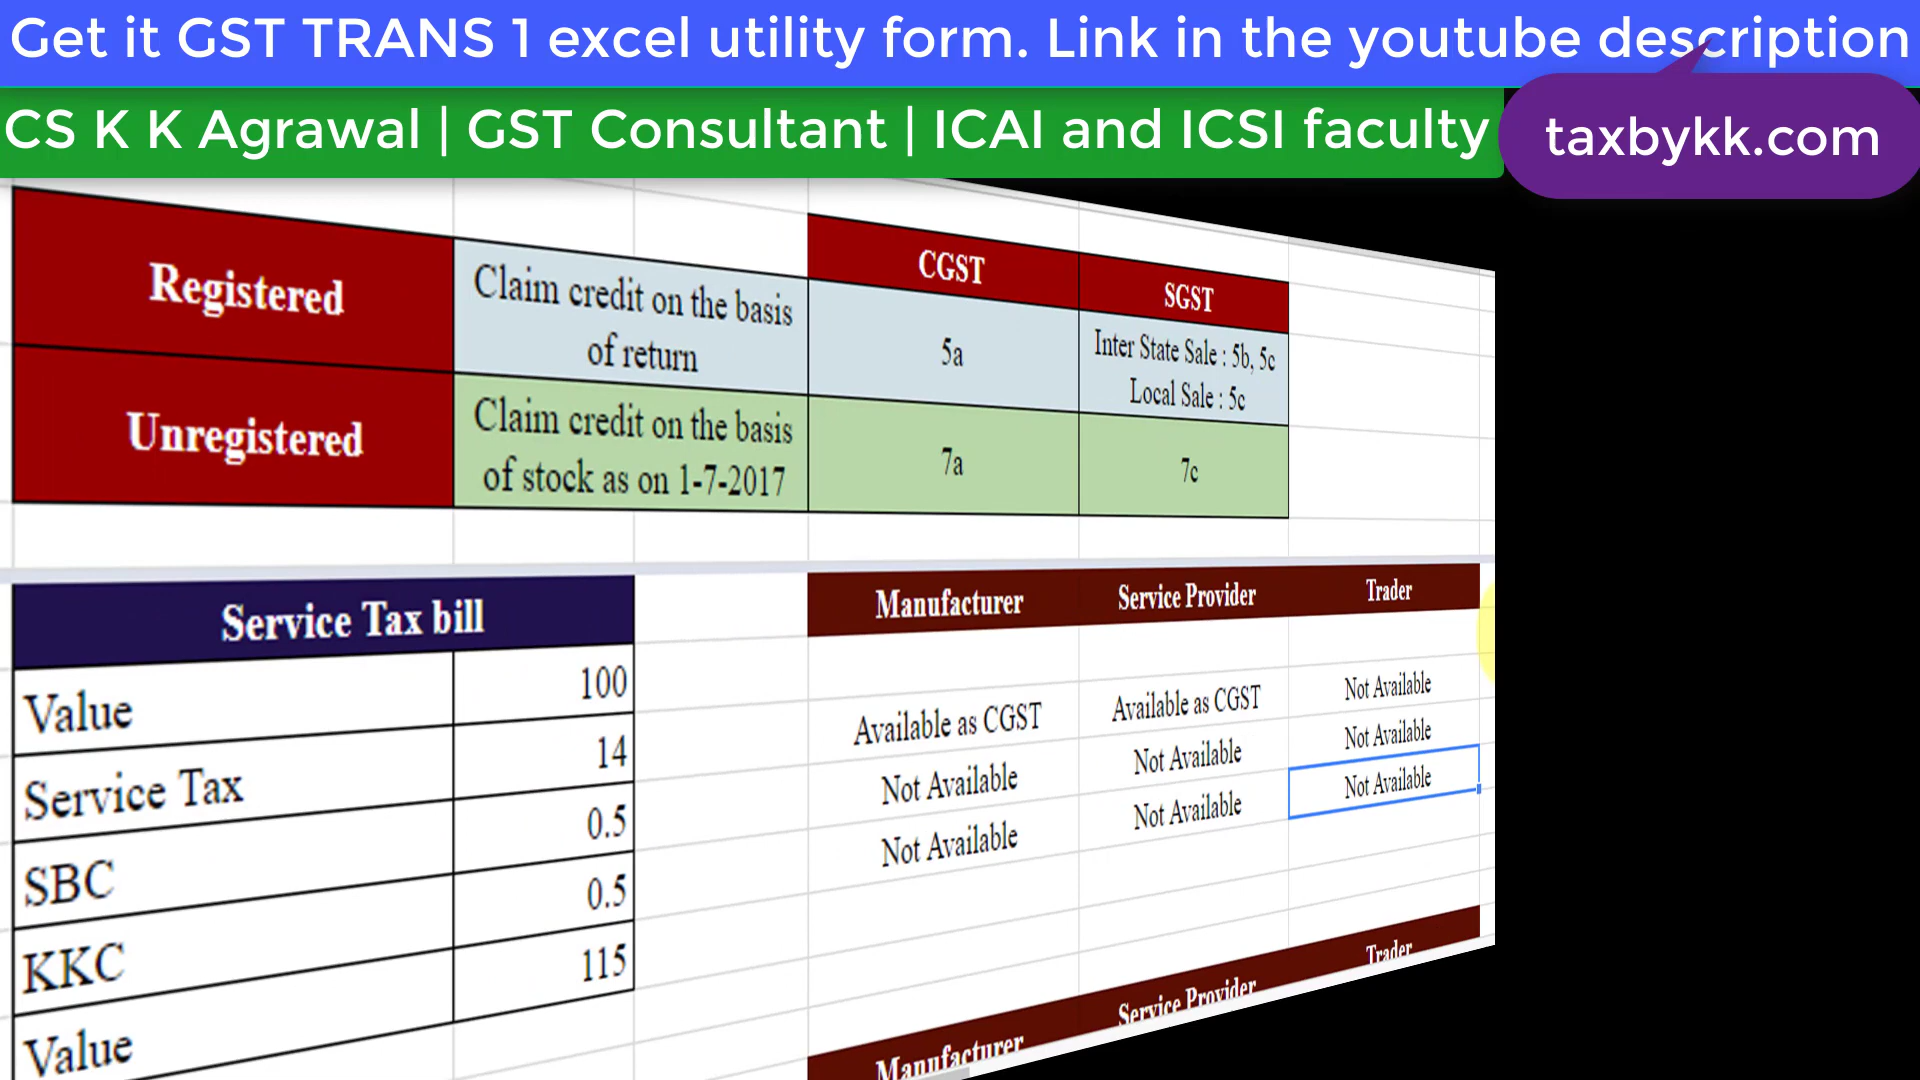 Get it GST TRANS 1 excel utility form. Link in the youtube description
CS K K Agrawal | GST Consultant | ICAI and ICSI faculty
taxbykk.com
CGST
SGST
Registered
Claim credit on the basis
of return
5a
Inter State Sale : 5b, 5c
Local Sale : 5c
Unregistered
Claim credit on the basis
of stock as on 1-7-2017
7a
7c
Service Tax bill
Manufacturer
Service Provider
Trader
Value
100
Service Tax
14
Available as CGST
Available as CGST
Not Available
SBC
0.5
Not Available
Not Available
Not Available
KKC
0.5
Not Available
Not Available
Not Available
Value
115
Manufacturer
Service Provider
Trader